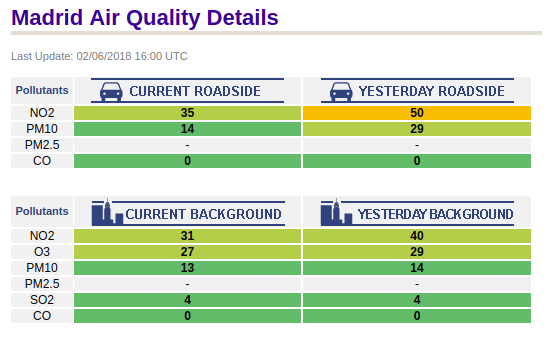 Madrid Air Quality Details
Last Update: 02/06/2018 16:00 UTC
Pollutants CURRENT ROADSIDE YESTERDAY ROADSIDE
NO2 35 50
PM10 14 29
PM2.5 - -
CO 0 0
Pollutants CURRENT BACKGROUND YESTERDAY BACKGROUND
NO2 31 40
O3 27 29
PM10 13 14
PM2.5 - -
SO2 4 4
CO 0 0